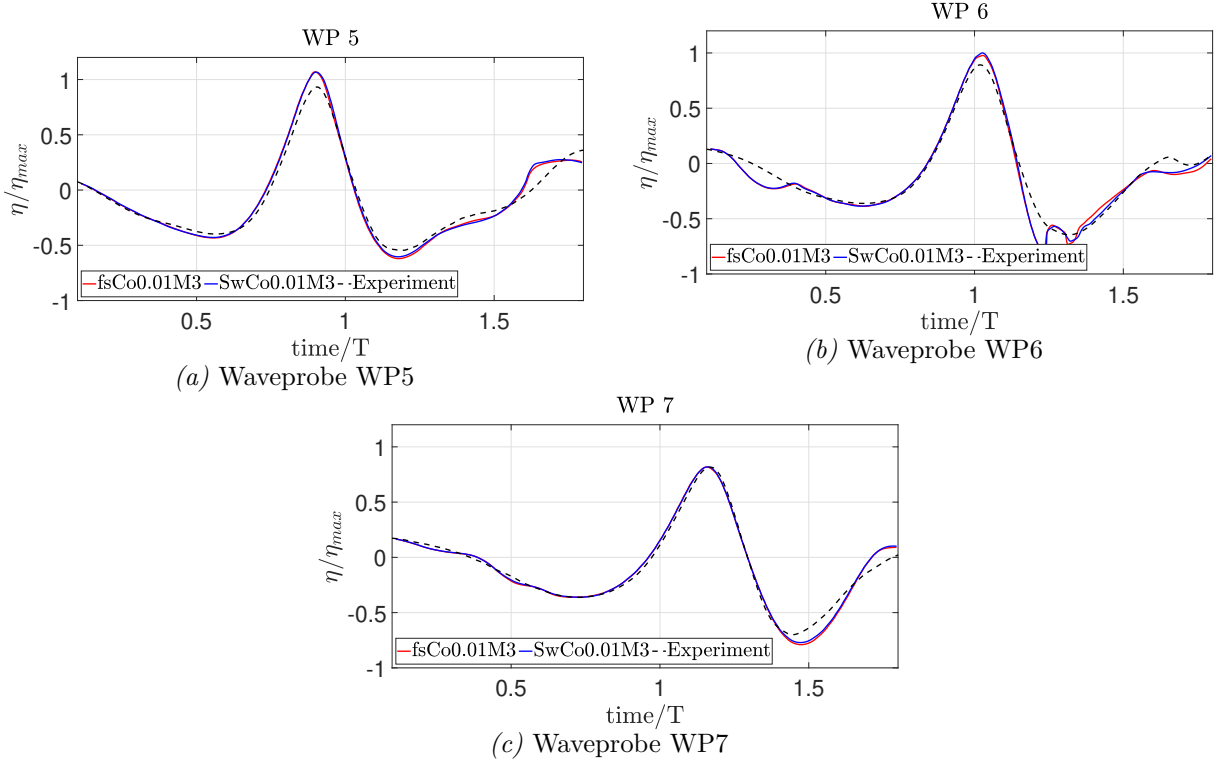 WP 5
η/ηmax
1
0.5
0
-0.5
-1
fsCo0.01M3 SwCo0.01M3 Experiment
0.5 1 1.5
time/T
(a) Waveprobe WP5
WP 6
η/ηmax
1
0.5
0
-0.5
-1
fsCo0.01M3 SwCo0.01M3 Experiment
0.5 1 1.5
time/T
(b) Waveprobe WP6
WP 7
η/ηmax
1
0.5
0
-0.5
-1
fsCo0.01M3 SwCo0.01M3 Experiment
0.5 1 1.5
time/T
(c) Waveprobe WP7